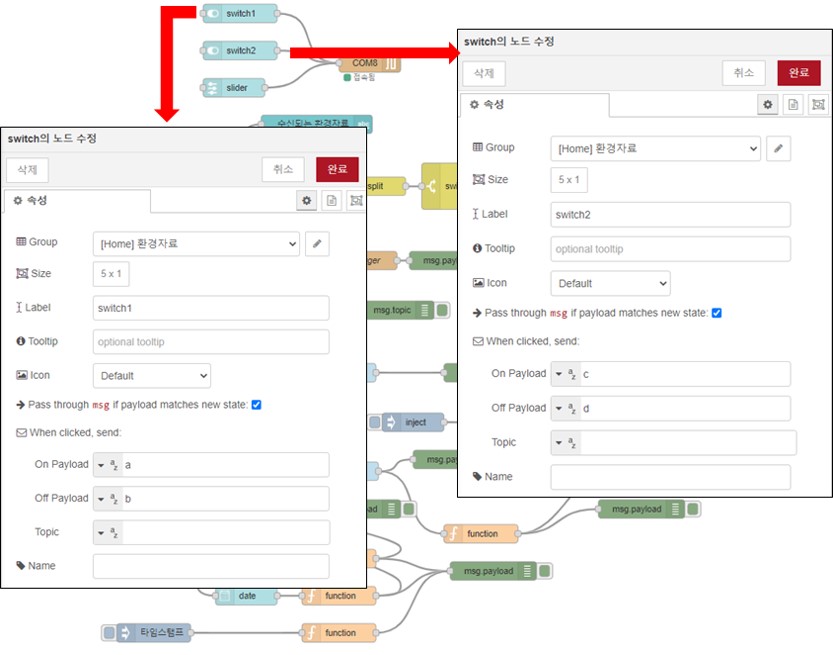 switch1
switch2
slider
COM8
접속됨
수신되는 환경자료
abc
switch의 노드 수정
삭제
취소
완료
속성
Group
[Home] 환경자료
Size
5 x 1
Label
switch1
Tooltip
optional tooltip
Icon
Default
Pass through msg if payload matches new state:
When clicked, send:
On Payload
a
Off Payload
b
Topic
Name
switch의 노드 수정
삭제
취소
완료
속성
Group
[Home] 환경자료
Size
5 x 1
Label
switch2
Tooltip
optional tooltip
Icon
Default
Pass through msg if payload matches new state:
When clicked, send:
On Payload
c
Off Payload
d
Topic
Name
split
msg.topic
inject
function
msg.payload
msg.payload
date
function
타임스탬프
function